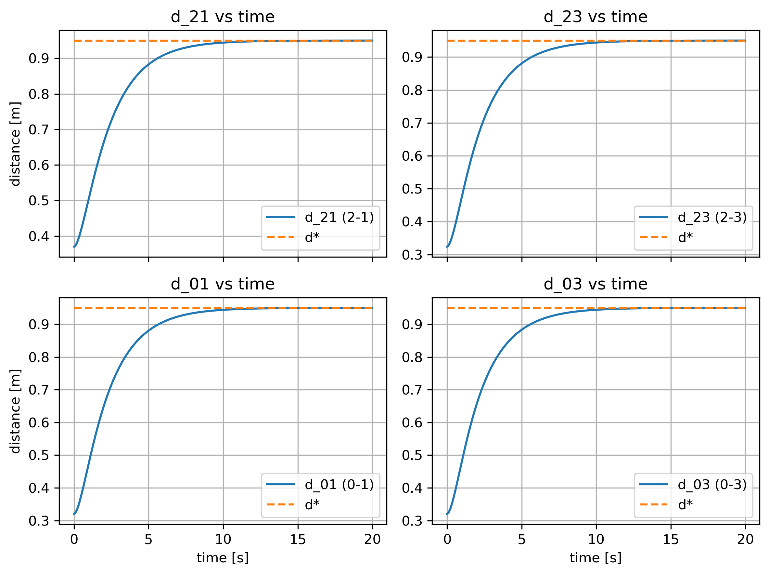 d_21 vs time
d_23 vs time
distance [m]
0.9
0.8
0.7
0.6
0.5
0.4
d_21 (2-1)
d*
0.9
0.8
0.7
0.6
0.5
0.4
0.3
d_23 (2-3)
d*
d_01 vs time
d_03 vs time
distance [m]
0.9
0.8
0.7
0.6
0.5
0.4
0.3
d_01 (0-1)
d*
0 5 10 15 20
time [s]
0.9
0.8
0.7
0.6
0.5
0.4
0.3
d_03 (0-3)
d*
0 5 10 15 20
time [s]